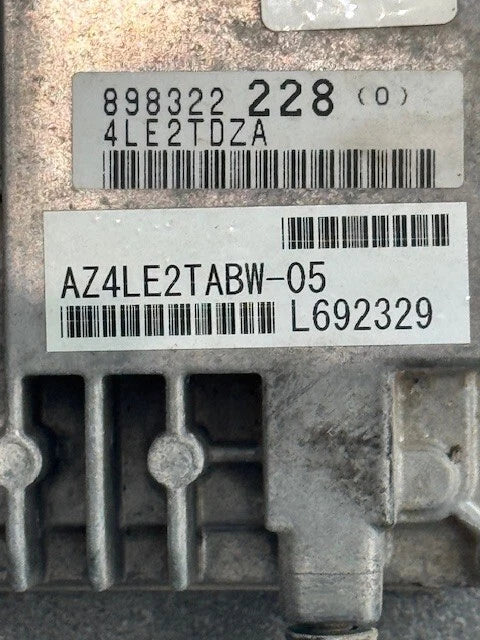 898322 228 (0)
4LE2TDZA
AZ4LE2TABW-05
L692329